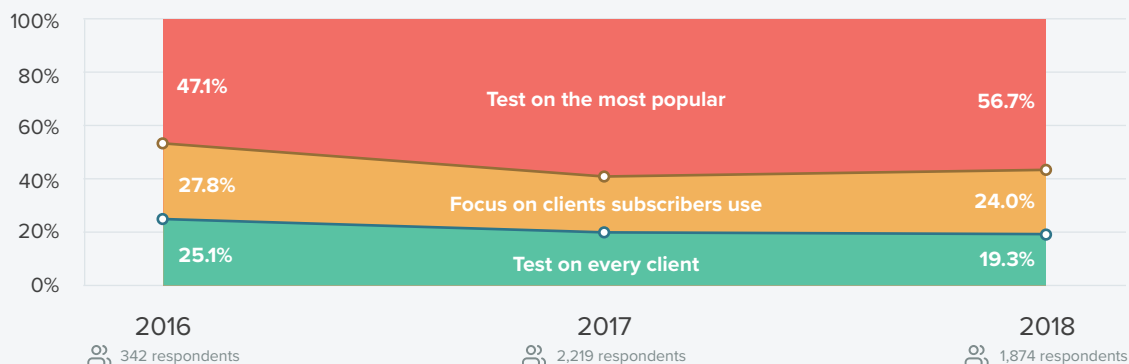 100%
80%
60%
40%
20%
0%
47.1%
Test on the most popular
56.7%
27.8%
Focus on clients subscribers use
24.0%
25.1%
Test on every client
19.3%
2016
2017
2018
342 respondents
2,219 respondents
1,874 respondents